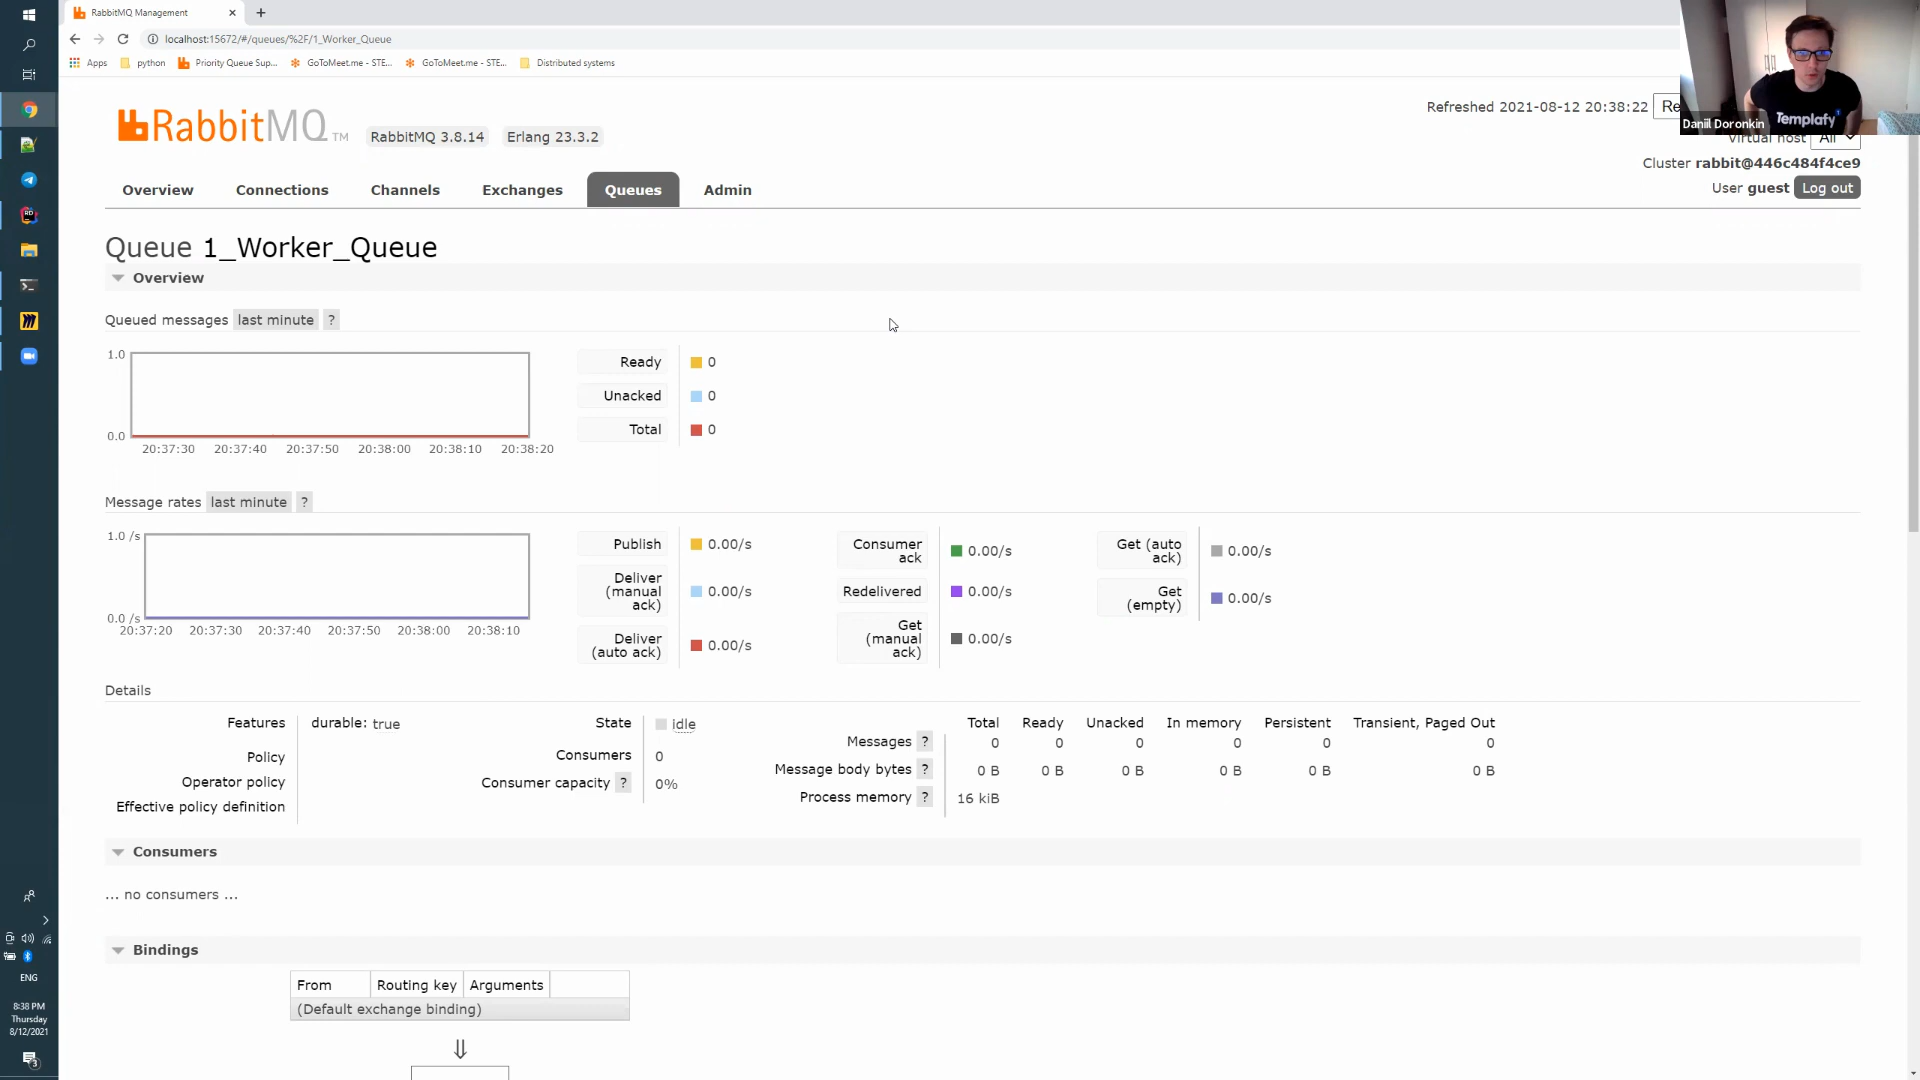 RabbitMQ Management
localhost:15672/#/queues/%2F/1_Worker_Queue
Apps python Priority Queue Sup... GoToMeet.me - STE... GoToMeet.me - STE... Distributed systems
RabbitMQ TM RabbitMQ 3.8.14 Erlang 23.3.2
Refreshed 2021-08-12 20:38:22 Re
Daniil Doronkin
Templafy
Virtual host All
Cluster rabbit@446c484f4ce9
User guest Log out
Overview Connections Channels Exchanges Queues Admin
Queue 1_Worker_Queue
Overview
Queued messages last minute ?
1.0
0.0
20:37:30 20:37:40 20:37:50 20:38:00 20:38:10 20:38:20
Ready 0
Unacked 0
Total 0
Message rates last minute ?
1.0 /s
0.0 /s
20:37:20 20:37:30 20:37:40 20:37:50 20:38:00 20:38:10
Publish 0.00/s
Deliver (manual ack) 0.00/s
Deliver (auto ack) 0.00/s
Consumer ack 0.00/s
Redelivered 0.00/s
Get (manual ack) 0.00/s
Get (auto ack) 0.00/s
Get (empty) 0.00/s
Details
Features durable: true
Policy
Operator policy
Effective policy definition
State idle
Consumers 0
Consumer capacity ? 0%
Total Ready Unacked In memory Persistent Transient, Paged Out
Messages ? 0 0 0 0 0 0
Message body bytes ? 0 B 0 B 0 B 0 B 0 B 0 B
Process memory ? 16 kiB
Consumers
... no consumers ...
Bindings
From Routing key Arguments
(Default exchange binding)
⇓
ENG
8:38 PM
Thursday
8/12/2021
3